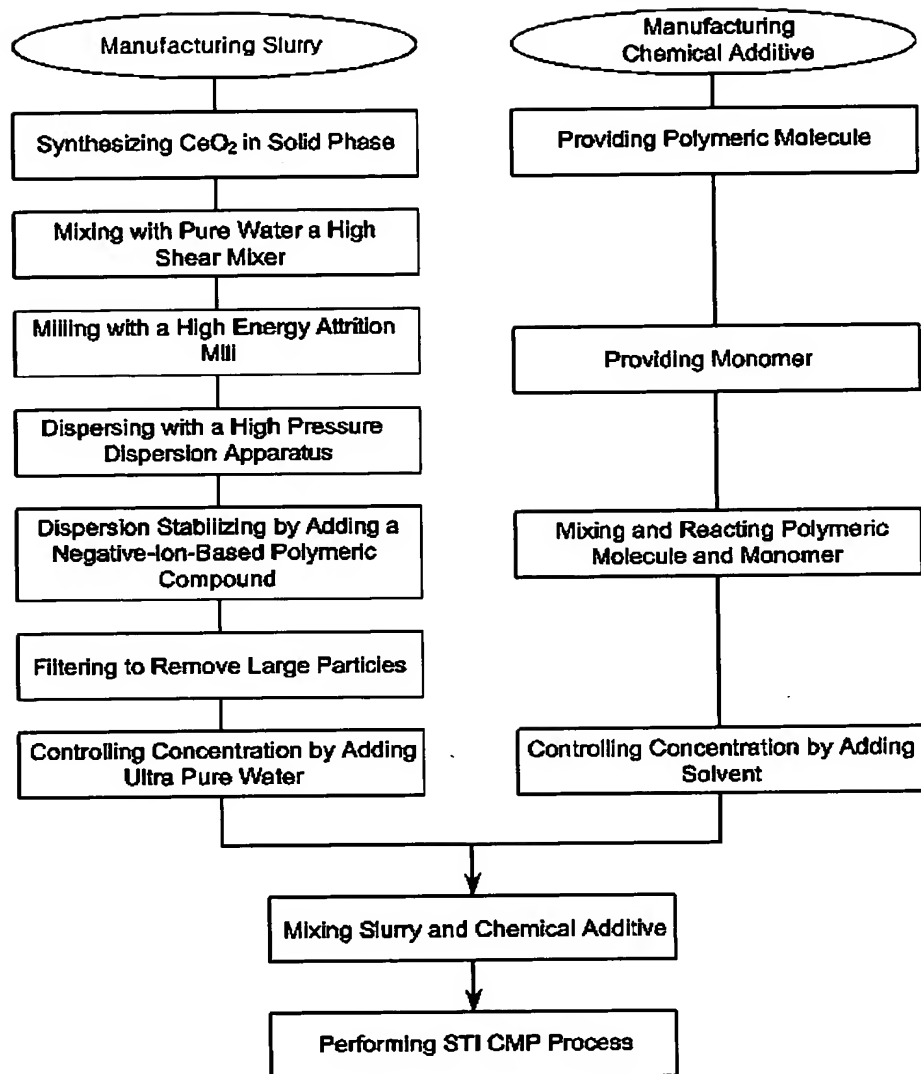 Manufacturing Slurry
Synthesizing CeO₂ in Solid Phase
Mixing with Pure Water a High
Shear Mixer
Milling with a High Energy Attrition
Mill
Dispersing with a High Pressure
Dispersion Apparatus
Dispersion Stabilizing by Adding a
Negative-Ion-Based Polymeric
Compound
Filtering to Remove Large Particles
Controlling Concentration by Adding
Ultra Pure Water
Manufacturing
Chemical Additive
Providing Polymeric Molecule
Providing Monomer
Mixing and Reacting Polymeric
Molecule and Monomer
Controlling Concentration by Adding
Solvent
Mixing Slurry and Chemical Additive
Performing STI CMP Process